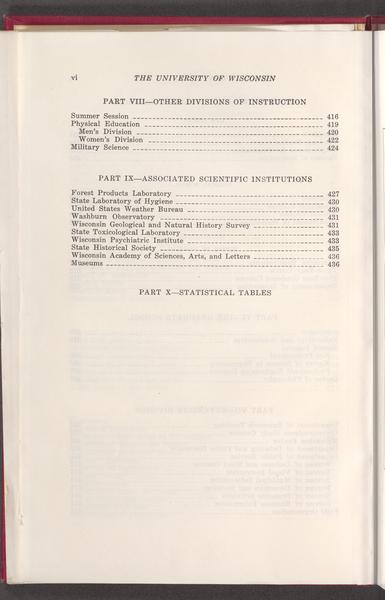 vi THE UNIVERSITY OF WISCONSIN
PART VIII—OTHER DIVISIONS OF INSTRUCTION
Summer Session 416
Physical Education 419
Men's Division 420
Women's Division 422
Military Science 424
PART IX—ASSOCIATED SCIENTIFIC INSTITUTIONS
Forest Products Laboratory 427
State Laboratory of Hygiene 430
United States Weather Bureau 430
Washburn Observatory 431
Wisconsin Geological and Natural History Survey 431
State Toxicological Laboratory 433
Wisconsin Psychiatric Institute 433
State Historical Society 435
Wisconsin Academy of Sciences, Arts, and Letters 436
Museums 436
PART X—STATISTICAL TABLES